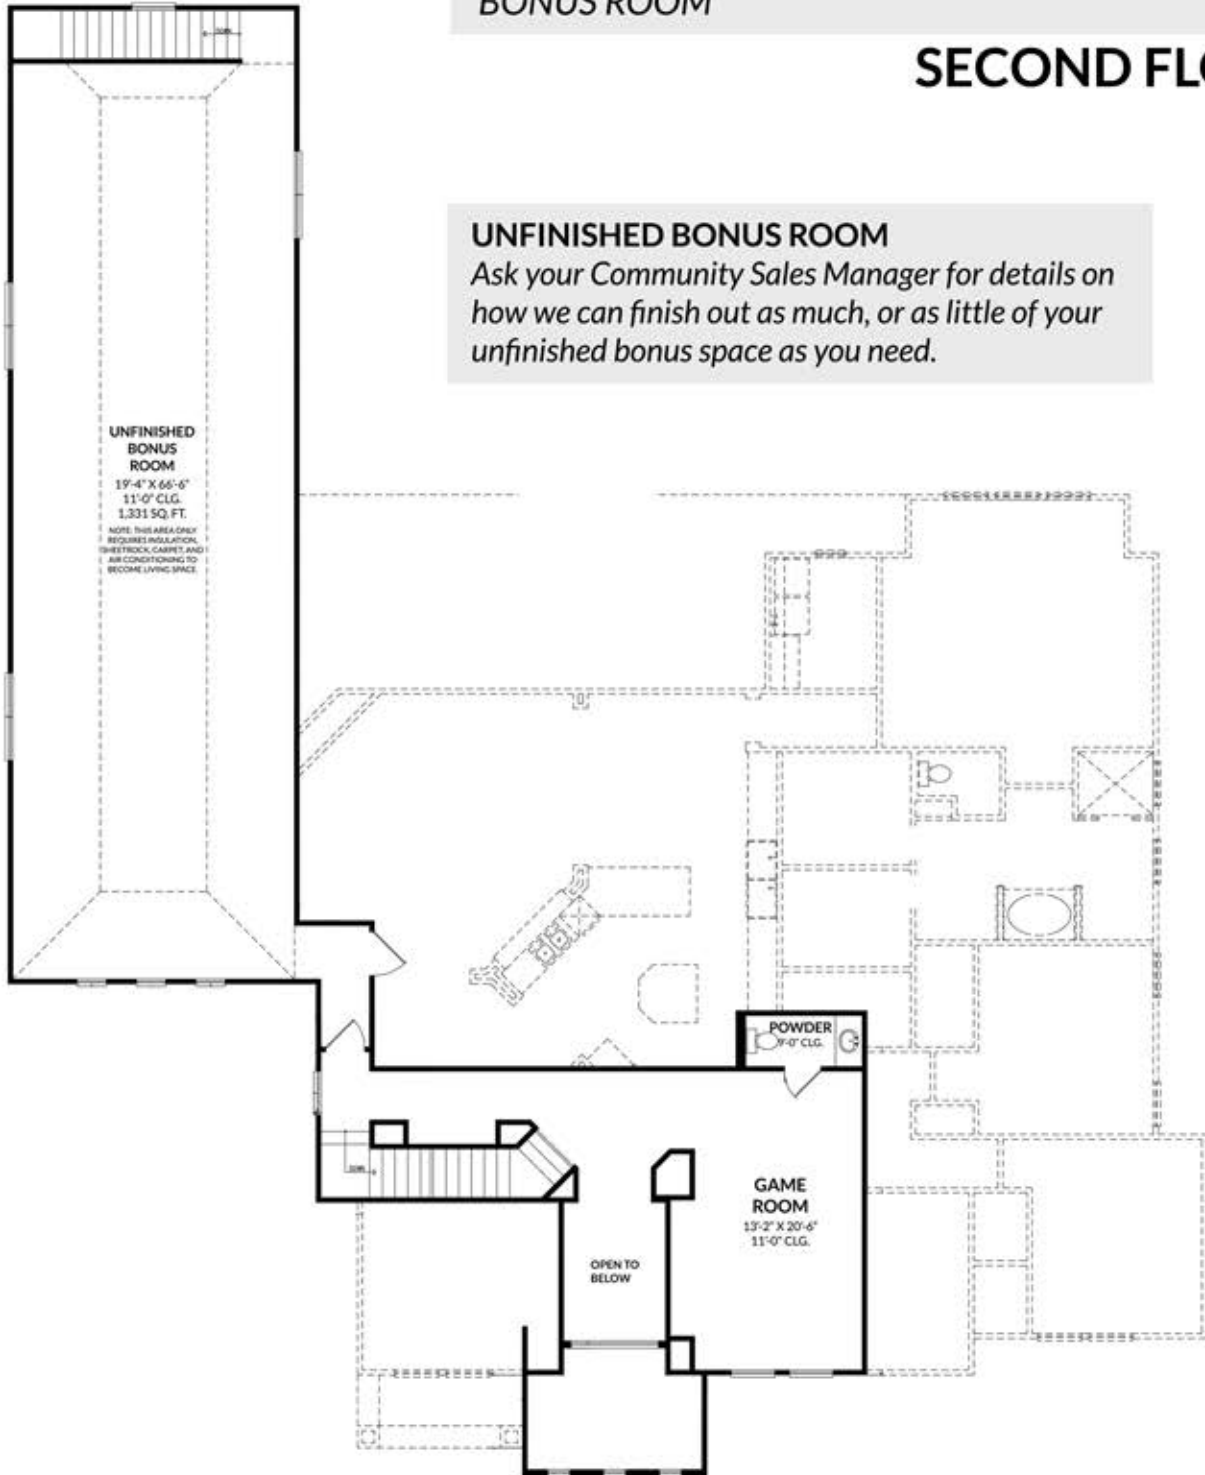 BONUS ROOM
SECOND FLO
UNFINISHED BONUS ROOM
Ask your Community Sales Manager for details on
how we can finish out as much, or as little of your
unfinished bonus space as you need.
DOWN
UNFINISHED
BONUS
ROOM
19'-4" X 66'-6"
11'-0" CLG.
1,331 SQ. FT.
NOTE: THIS AREA ONLY
REQUIRES INSULATION,
SHEETROCK, CARPET, AND
AIR CONDITIONING TO
BECOME LIVING SPACE.
POWDER
9'-0" CLG.
DOWN
GAME
ROOM
13'-2" X 20'-6"
11'-0" CLG.
OPEN TO
BELOW